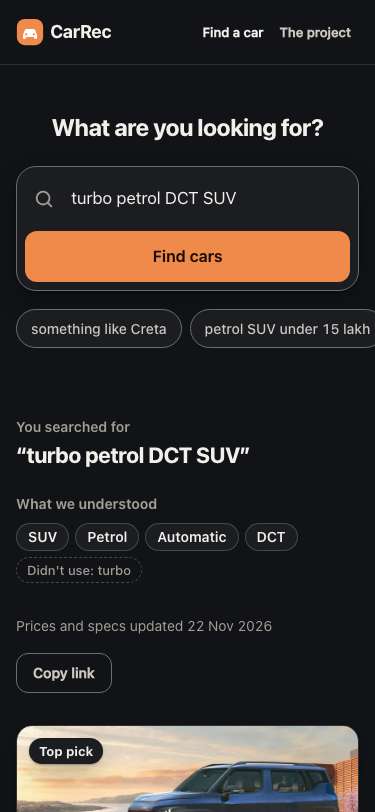 CarRec
Find a car
The project
What are you looking for?
turbo petrol DCT SUV
Find cars
something like Creta
petrol SUV under 15 lakh
You searched for
“turbo petrol DCT SUV”
What we understood
SUV
Petrol
Automatic
DCT
Didn't use: turbo
Prices and specs updated 22 Nov 2026
Copy link
Top pick